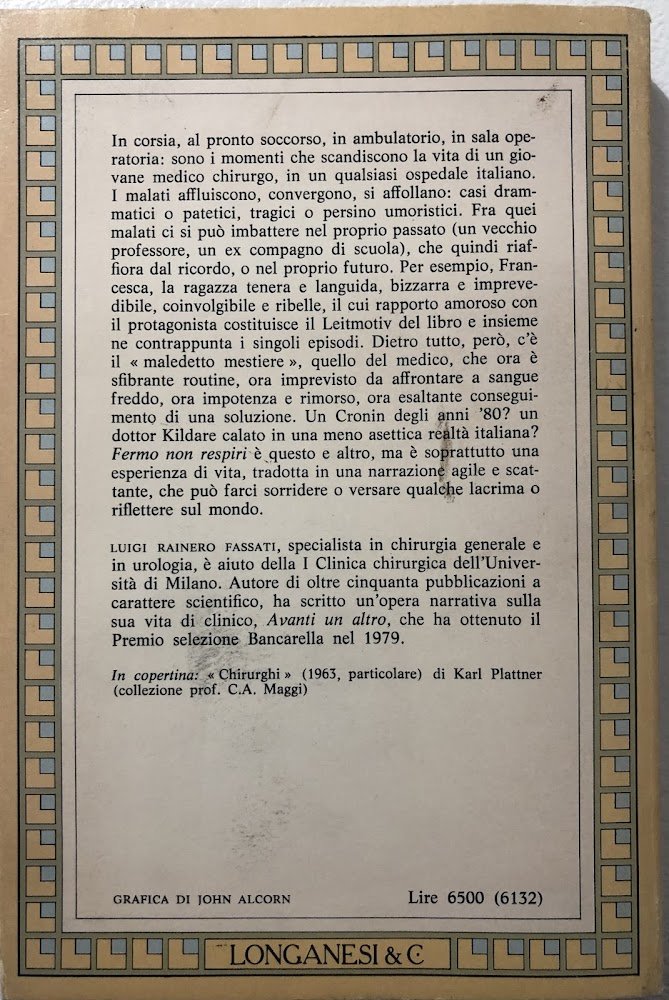 In corsia, al pronto soccorso, in ambulatorio, in sala ope-
ratoria: sono i momenti che scandiscono la vita di un gio-
vane medico chirurgo, in un qualsiasi ospedale italiano.
I malati affluiscono, convergono, si affollano: casi dram-
matici o patetici, tragici o persino umoristici. Fra quei
malati ci si può imbattere nel proprio passato (un vecchio
professore, un ex compagno di scuola), che quindi riaf-
fiora dal ricordo, o nel proprio futuro. Per esempio, Fran-
cesca, la ragazza tenera e languida, bizzarra e impreve-
dibile, coinvolgibile e ribelle, il cui rapporto amoroso con
il protagonista costituisce il Leitmotiv del libro e insieme
ne contrappunta i singoli episodi. Dietro tutto, però, c'è
il « maledetto mestiere », quello del medico, che ora è
sfibrante routine, ora imprevisto da affrontare a sangue
freddo, ora impotenza e rimorso, ora esaltante consegui-
mento di una soluzione. Un Cronin degli anni '80? un
dottor Kildare calato in una meno asettica realtà italiana?
Fermo non respiri è questo e altro, ma è soprattutto una
esperienza di vita, tradotta in una narrazione agile e scat-
tante, che può farci sorridere o versare qualche lacrima o
riflettere sul mondo.
LUIGI RAINERO FASSATI, specialista in chirurgia generale e
in urologia, è aiuto della I Clinica chirurgica dell'Univer-
sità di Milano. Autore di oltre cinquanta pubblicazioni a
carattere scientifico, ha scritto un'opera narrativa sulla
sua vita di clinico, Avanti un altro, che ha ottenuto il
Premio selezione Bancarella nel 1979.
In copertina: « Chirurghi » (1963, particolare) di Karl Plattner
(collezione prof. C.A. Maggi)
GRAFICA DI JOHN ALCORN Lire 6500 (6132)
LONGANESI & C.